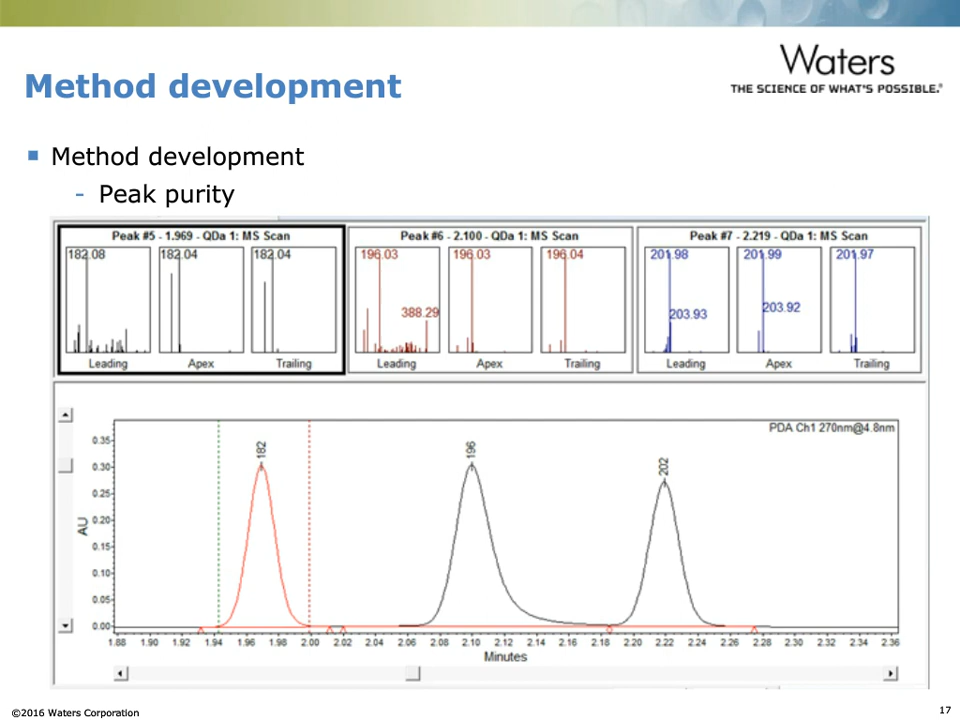 Waters
THE SCIENCE OF WHAT'S POSSIBLE.®
Method development
■ Method development
- Peak purity
Peak #5 - 1.969 - QDa 1: MS Scan
182.08 182.04 182.04
Leading Apex Trailing
Peak #6 - 2.100 - QDa 1: MS Scan
196.03 196.03 196.04
388.29
Leading Apex Trailing
Peak #7 - 2.219 - QDa 1: MS Scan
201.98 201.99 201.97
203.93 203.92
Leading Apex Trailing
PDA Ch1 270nm@4.8nm
182 196 202
AU
0.35
0.30
0.25
0.20
0.15
0.10
0.05
0.00
1.88 1.90 1.92 1.94 1.96 1.98 2.00 2.02 2.04 2.06 2.08 2.10 2.12 2.14 2.16 2.18 2.20 2.22 2.24 2.26 2.28 2.30 2.32 2.34 2.36
Minutes
©2016 Waters Corporation
17